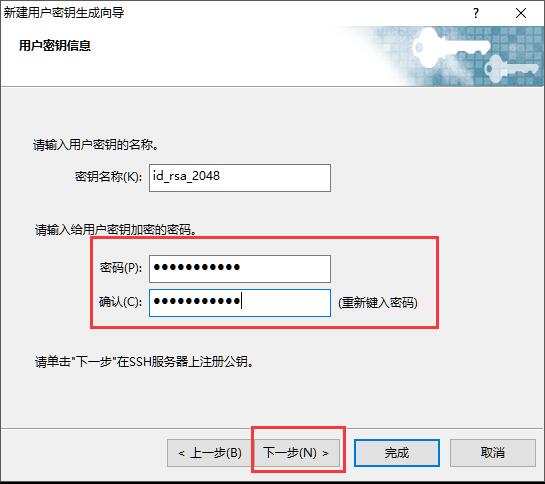 新建用户密钥生成向导
?
用户密钥信息
请输入用户密钥的名称。
密钥名称(K): id_rsa_2048
请输入给用户密钥加密的密码。
密码(P): ●●●●●●●●●●●
确认(C): ●●●●●●●●●●● (重新键入密码)
请单击"下一步"在SSH服务器上注册公钥。
< 上一步(B) 下一步(N) > 完成 取消